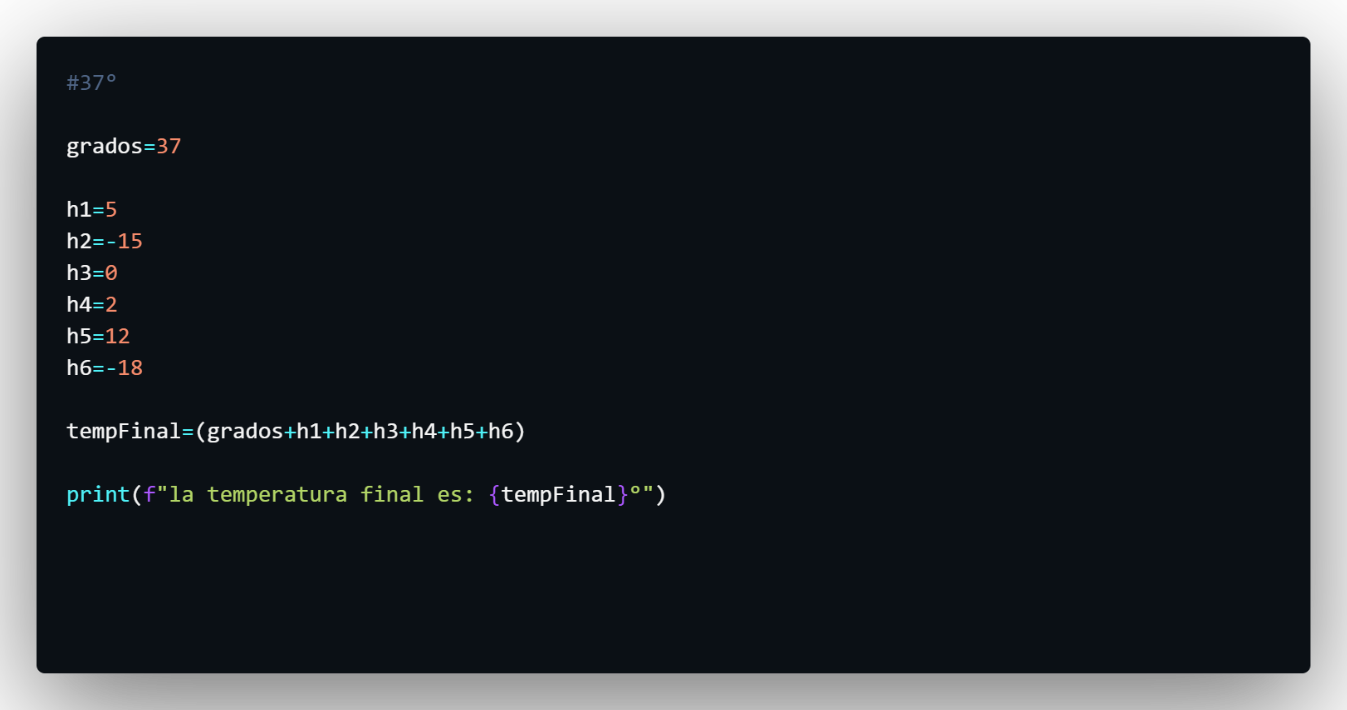 #37°
grados=37
h1=5
h2=-15
h3=0
h4=2
h5=12
h6=-18
tempFinal=(grados+h1+h2+h3+h4+h5+h6)
print(f"la temperatura final es: {tempFinal}°")